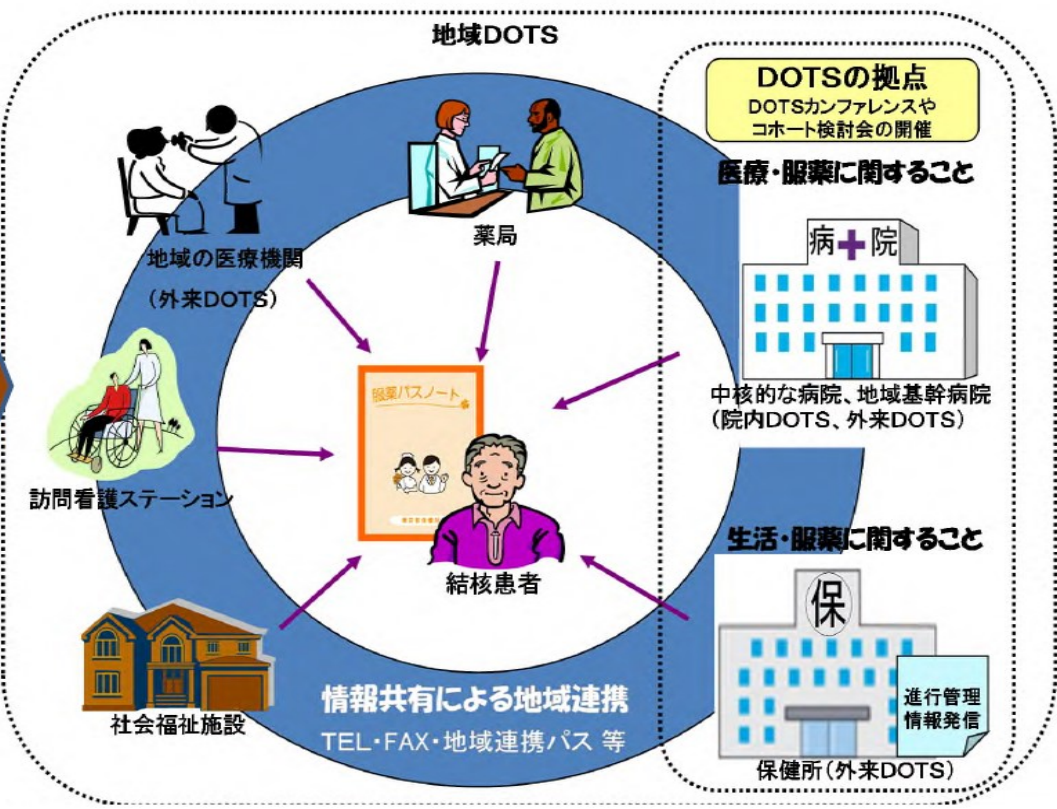 地域DOTS
DOTSの拠点
DOTSカンファレンスや
コホート検討会の開催
医療・服薬に関すること
病 院
中核的な病院、地域基幹病院
(院内DOTS、外来DOTS)
薬局
地域の医療機関
(外来DOTS)
服薬パスノート
訪問看護ステーション
結核患者
生活・服薬に関すること
保
進行管理
情報発信
保健所(外来DOTS)
社会福祉施設
情報共有による地域連携
TEL・FAX・地域連携パス 等